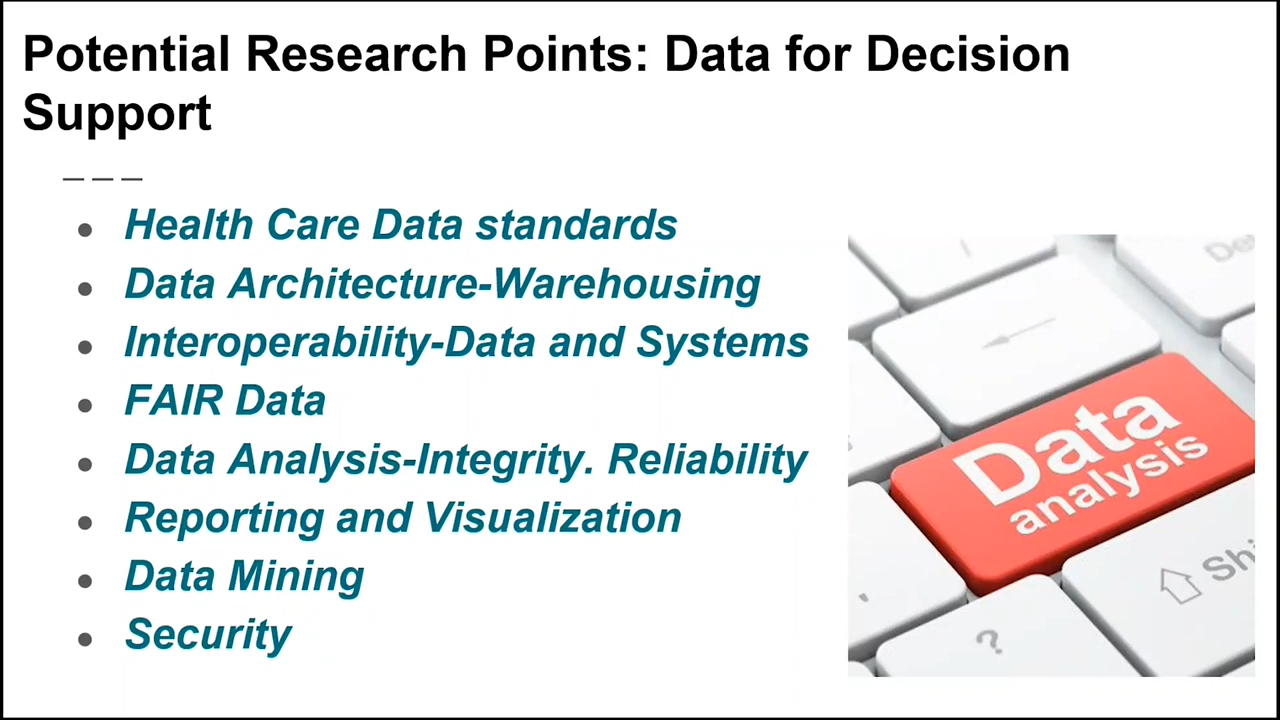 Potential Research Points: Data for Decision
Support
Health Care Data standards
Data Architecture-Warehousing
Interoperability-Data and Systems
FAIR Data
Data Analysis-Integrity. Reliability
Reporting and Visualization
Data Mining
Security
Data
analysis
?